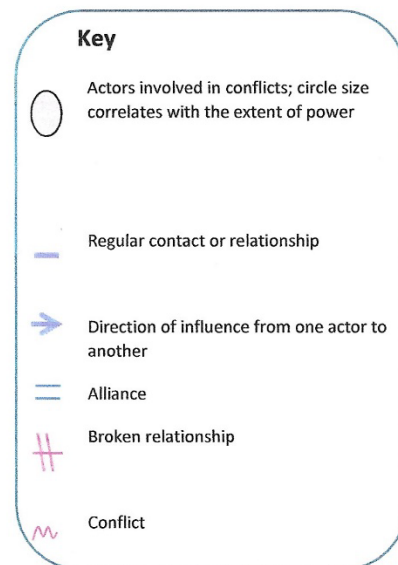 Key
Actors involved in conflicts; circle size
correlates with the extent of power
Regular contact or relationship
Direction of influence from one actor to
another
Alliance
Broken relationship
Conflict